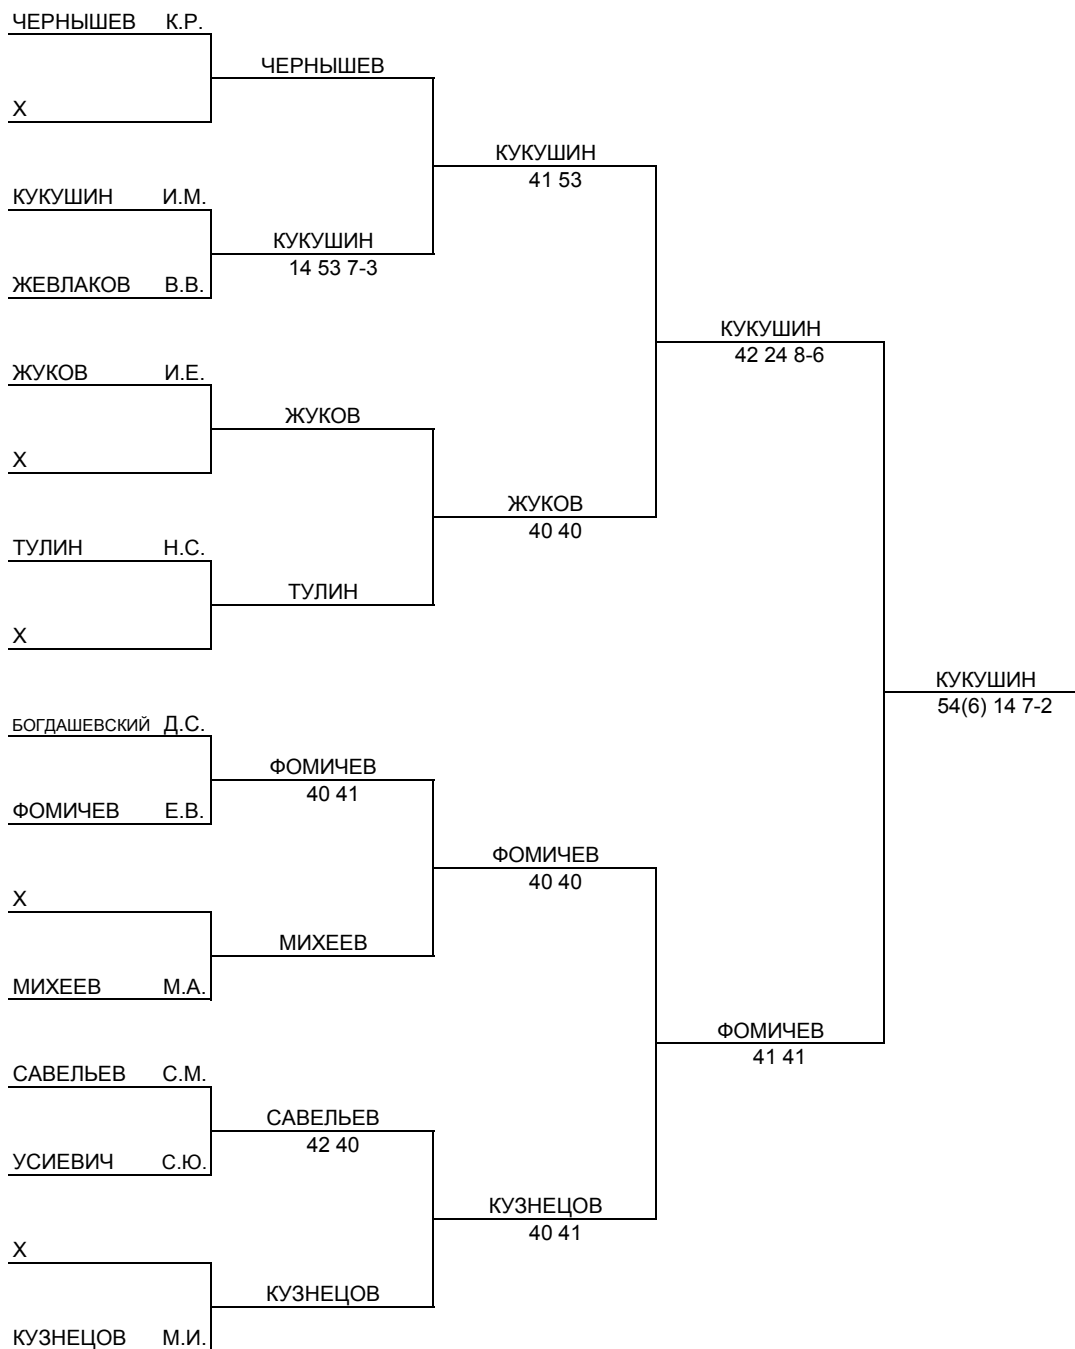 ЧЕРНЫШЕВ К.Р.
ЧЕРНЫШЕВ
Х
КУКУШИН
41 53
КУКУШИН И.М.
КУКУШИН
14 53 7-3
ЖЕВЛАКОВ В.В.
КУКУШИН
42 24 8-6
ЖУКОВ И.Е.
ЖУКОВ
Х
ЖУКОВ
40 40
ТУЛИН Н.С.
ТУЛИН
Х
КУКУШИН
54(6) 14 7-2
БОГДАШЕВСКИЙ Д.С.
ФОМИЧЕВ
40 41
ФОМИЧЕВ Е.В.
ФОМИЧЕВ
40 40
Х
МИХЕЕВ
МИХЕЕВ М.А.
ФОМИЧЕВ
41 41
САВЕЛЬЕВ С.М.
САВЕЛЬЕВ
42 40
УСИЕВИЧ С.Ю.
КУЗНЕЦОВ
40 41
Х
КУЗНЕЦОВ
КУЗНЕЦОВ М.И.